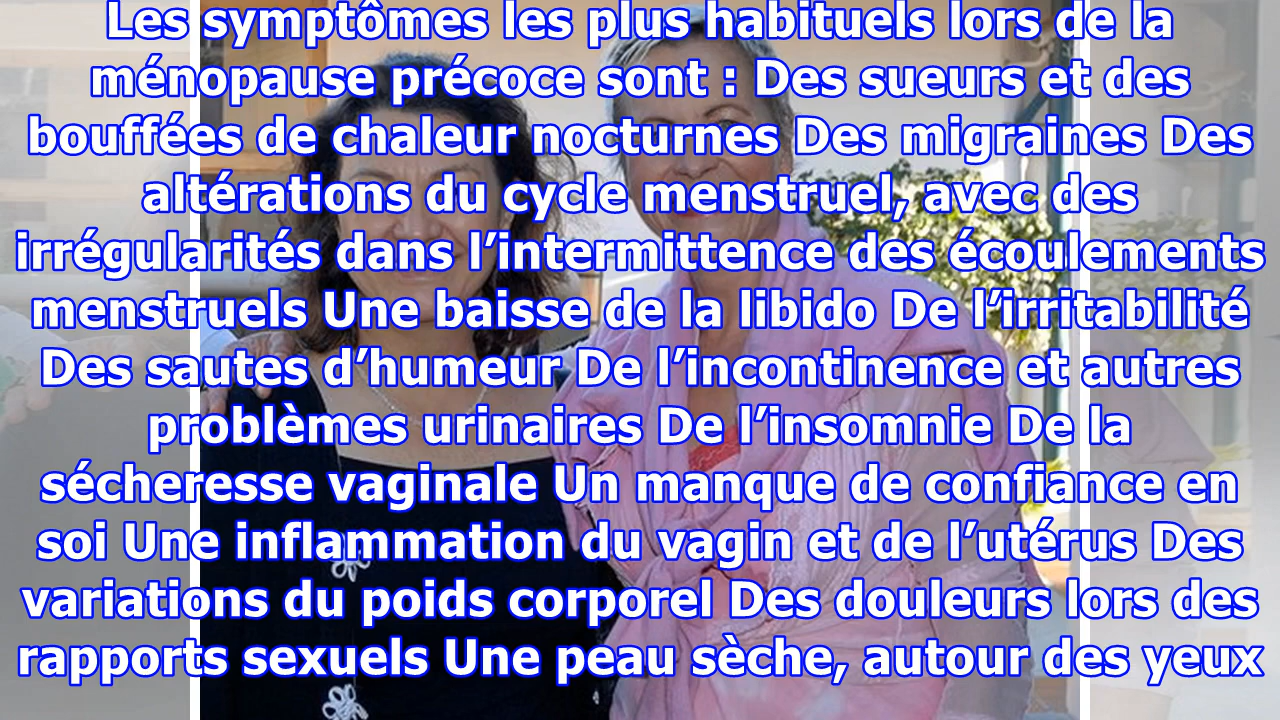 Les symptômes les plus habituels lors de la
ménopause précoce sont : Des sueurs et des
bouffées de chaleur nocturnes Des migraines Des
altérations du cycle menstruel, avec des
irrégularités dans l’intermittence des écoulements
menstruels Une baisse de la libido De l’irritabilité
Des sautes d’humeur De l’incontinence et autres
problèmes urinaires De l’insomnie De la
sécheresse vaginale Un manque de confiance en
soi Une inflammation du vagin et de l’utérus Des
variations du poids corporel Des douleurs lors des
rapports sexuels Une peau sèche, autour des yeux